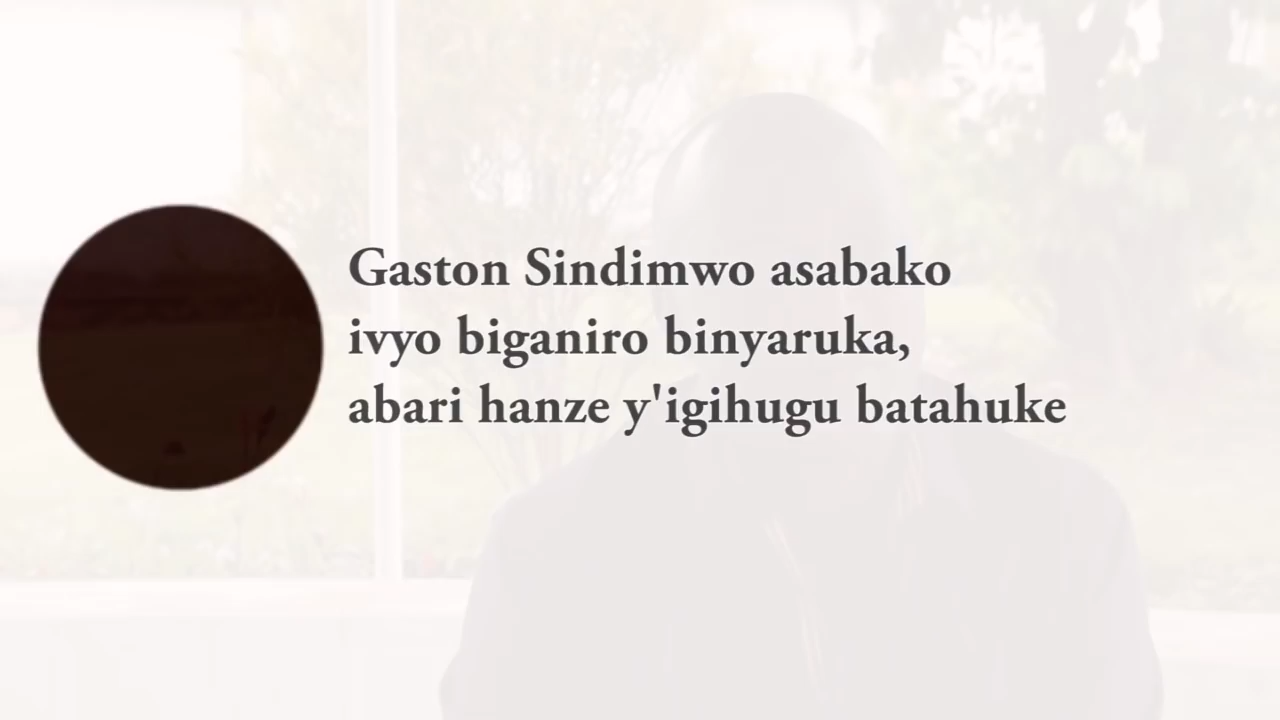 Gaston Sindimwo asabako
ivyo biganiro binyaruka,
abari hanze y'igihugu batahuke